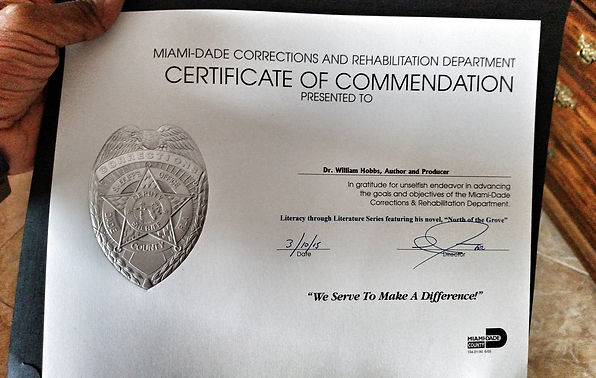 MIAMI-DADE CORRECTIONS AND REHABILITATION DEPARTMENT
CERTIFICATE OF COMMENDATION
PRESENTED TO
CORRECTIONS
Dr. William Hobbs, Author and Producer
In gratitude for unselfish endeavor in advancing
the goals and objectives of the Miami-Dade
Corrections & Rehabilitation Department.
Literacy through Literature Series featuring his novel, "North of the Grove"
COUNTY
3/10/15
Date
Director
"We Serve To Make A Difference!"
MIAMI-DADE
COUNTY